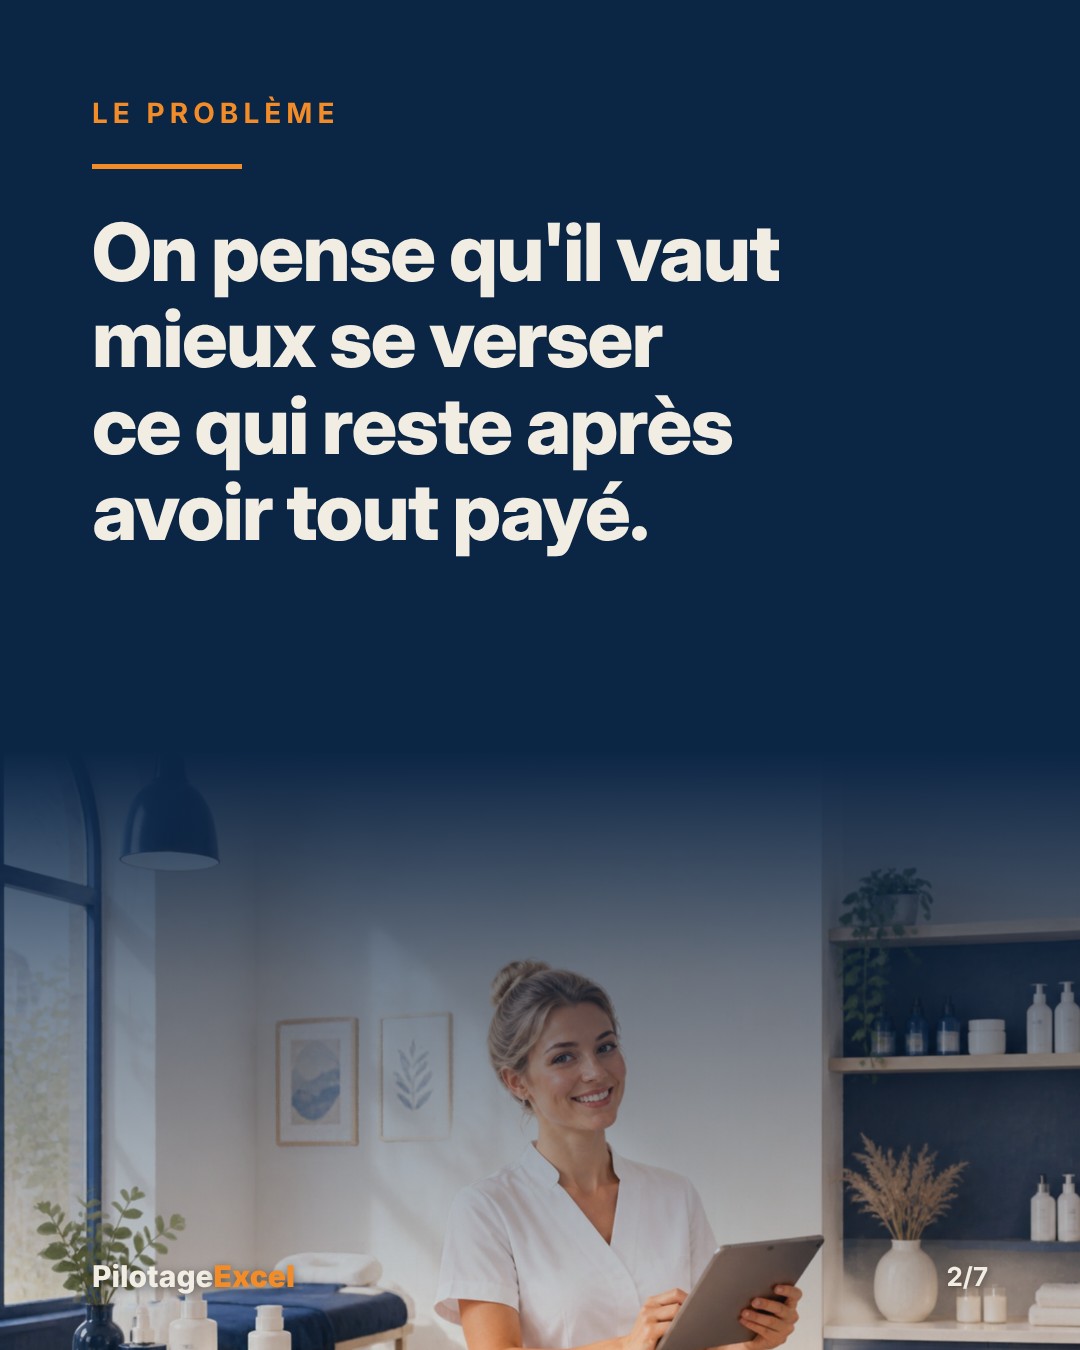 LE PROBLÈME
On pense qu'il vaut
mieux se verser
ce qui reste après
avoir tout payé.
PilotageExcel
2/7